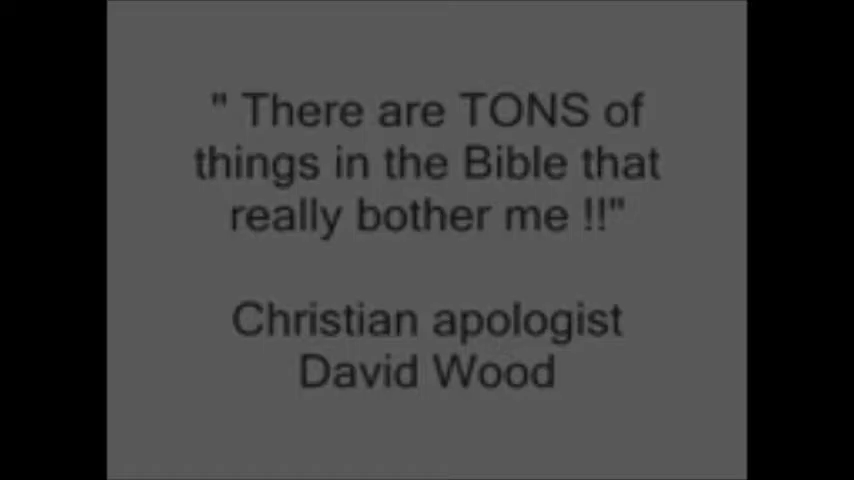 " There are TONS of
things in the Bible that
really bother me !!"
Christian apologist
David Wood